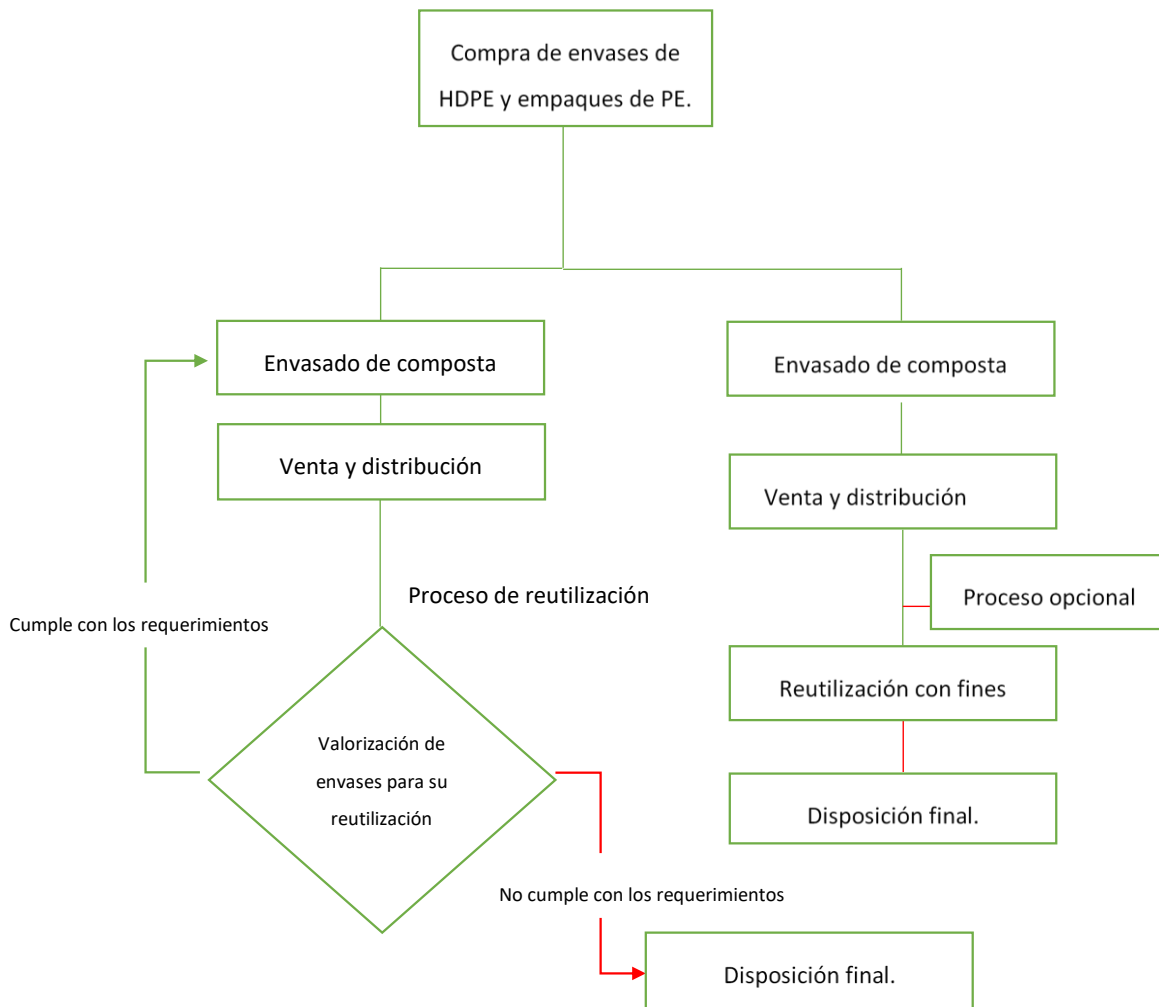 Compra de envases de
HDPE y empaques de PE.
Envasado de composta
Envasado de composta
Venta y distribución
Venta y distribución
Proceso de reutilización
Proceso opcional
Cumple con los requerimientos
Reutilización con fines
Valorización de
envases para su
reutilización
Disposición final.
No cumple con los requerimientos
Disposición final.